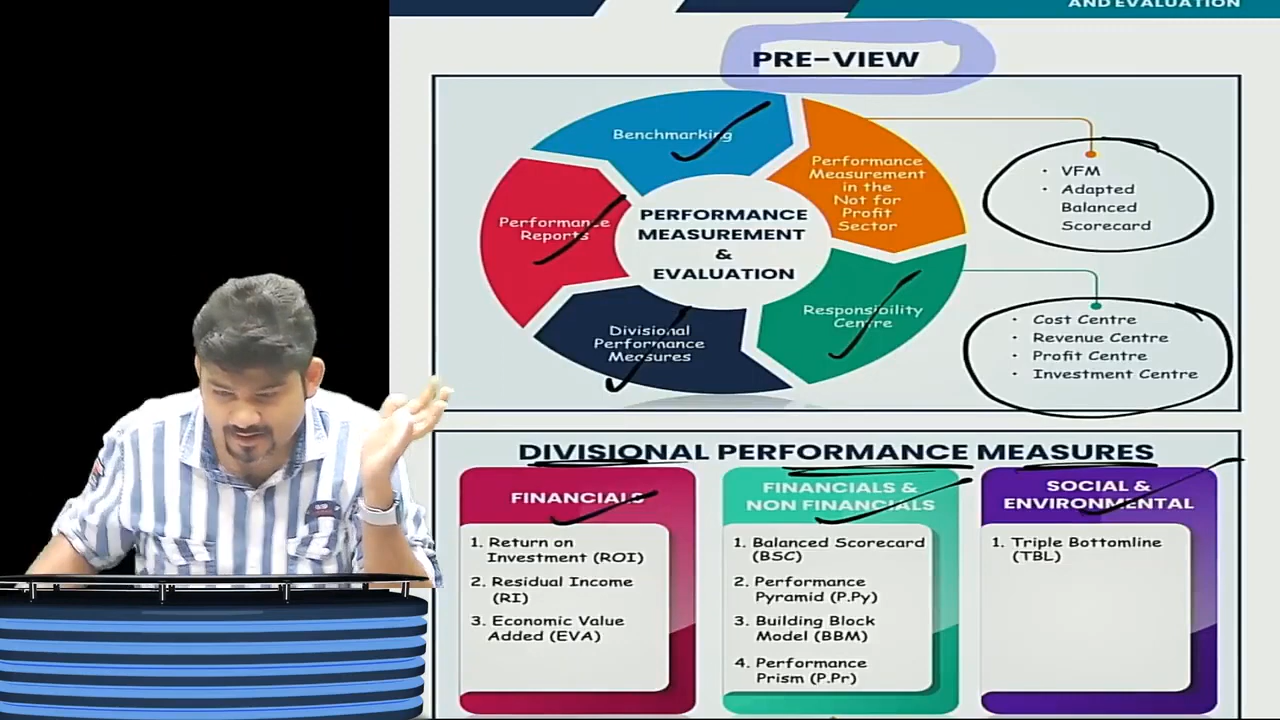 AND EVALUATION
PRE-VIEW
Benchmarking
Performance
Measurement
in the
Not for
Profit
Sector
• VFM
• Adapted
Balanced
Scorecard
Performance
Reports
PERFORMANCE
MEASUREMENT
&
EVALUATION
Divisional
Performance
Measures
Responsibility
Centre
• Cost Centre
• Revenue Centre
• Profit Centre
• Investment Centre
DIVISIONAL PERFORMANCE MEASURES
FINANCIALS
1. Return on
Investment (ROI)
2. Residual Income
(RI)
3. Economic Value
Added (EVA)
FINANCIALS &
NON FINANCIALS
1. Balanced Scorecard
(BSC)
2. Performance
Pyramid (P.Py)
3. Building Block
Model (BBM)
4. Performance
Prism (P.Pr)
SOCIAL &
ENVIRONMENTAL
1. Triple Bottomline
(TBL)